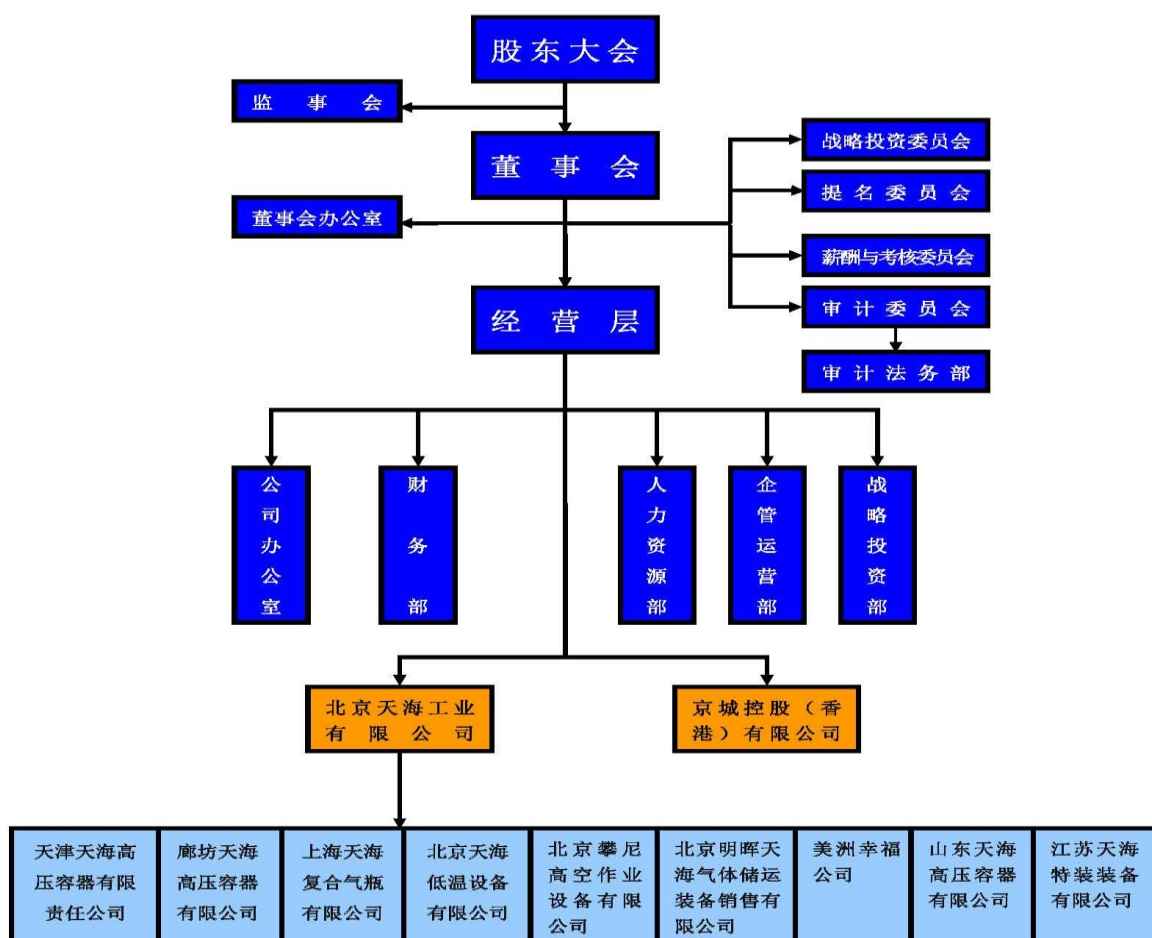 股东大会
监事会
董事会
战略投资委员会
提名委员会
董事会办公室
薪酬与考核委员会
审计委员会
经营层
审计法务部
公司办公室
财务部
人力资源部
企管运营部
战略投资部
北京天海工业
有限公司
京城控股（香
港）有限公司
天津天海高
压容器有限
责任公司
廊坊天海
高压容器
有限公司
上海天海
复合气瓶
有限公司
北京天海
低温设备
有限公司
北京攀尼
高空作业
设备有限
公司
北京明晖天
海气体储运
装备销售有
限公司
美洲幸福
公司
山东天海
高压容器
有限公司
江苏天海
特装装备
有限公司